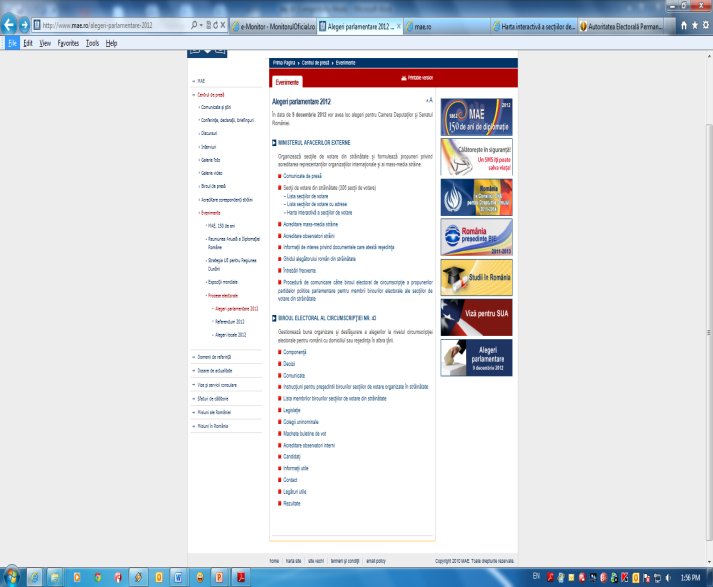 http://www.mae.ro/alegeri-parlamentare-2012
e-Monitor - MonitorulOficial.ro
Alegeri parlamentare 2012 ...
mae.ro
Harta interactivă a secțiilor de...
Autoritatea Electorală Perman...
File Edit View Favorites Tools Help
Prima Pagina ▸ Centrul de presă ▸ Evenimente
Evenimente
Printable version
MAE
Centrul de presă
Comunicate și știri
Conferințe, declarații, briefinguri
Discursuri
Interviuri
Galerie foto
Galerie video
Biroul de presă
Acreditare corespondenți străini
Evenimente
MAE, 150 de ani
Reuniunea Anuală a Diplomației Române
Strategia UE pentru Regiunea Dunării
Expoziții mondiale
Procese electorale
Alegeri parlamentare 2012
Referendum 2012
Alegeri locale 2012
Domenii de referință
Dosare de actualitate
Vize și servicii consulare
Sfaturi de călătorie
Misiuni ale României
Misiuni în România
Alegeri parlamentare 2012
AA
În data de 9 decembrie 2012 vor avea loc alegeri pentru Camera Deputaților și Senatul
României
MINISTERUL AFACERILOR EXTERNE
Organizează secțiile de votare din străinătate și formulează propuneri privind
acreditarea reprezentanților organizațiilor internaționale și ai mass-media străine.
Comunicate de presă
Secții de votare din străinătate (306 secții de votare)
– Lista secțiilor de votare
– Lista secțiilor de votare cu adrese
– Harta interactivă a secțiilor de votare
Acreditare mass-media străine
Acreditare observatori străini
Informații de interes privind documentele care atestă reședința
Ghidul alegătorului român din străinătate
Întrebări frecvente
Procedură de comunicare către biroul electoral de circumscripție a propunerilor
partidelor politice parlamentare pentru membrii birourilor electorale ale secțiilor de
votare din străinătate
BIROUL ELECTORAL AL CIRCUMSCRIPȚIEI NR. 43
Gestionează buna organizare și desfășurare a alegerilor la nivelul circumscripției
electorale pentru românii cu domiciliul sau reședința în afara țării.
Componență
Decizii
Comunicate
Instrucțiuni pentru președintii birourilor secțiilor de votare organizate în străinătate
Lista membrilor birourilor secțiilor de votare din străinătate
Legislație
Colegii uninominale
Macheta buletine de vot
Acreditare observatori interni
Candidați
Informații utile
Contact
Legături utile
Rezultate
1862 MAE 2012
150 de ani de diplomație
Călătorește în siguranță!
Un SMS îți poate
salva viața!
România
pentru Drepturile Omului
România
președinte BIE
2011-2013
Studii în România
Viză pentru SUA
Alegeri
parlamentare
9 decembrie 2012
home | harta site | site vechi | termeni și condiții | email policy
Copyright 2010 MAE. Toate drepturile rezervate.
EN
1:56 PM